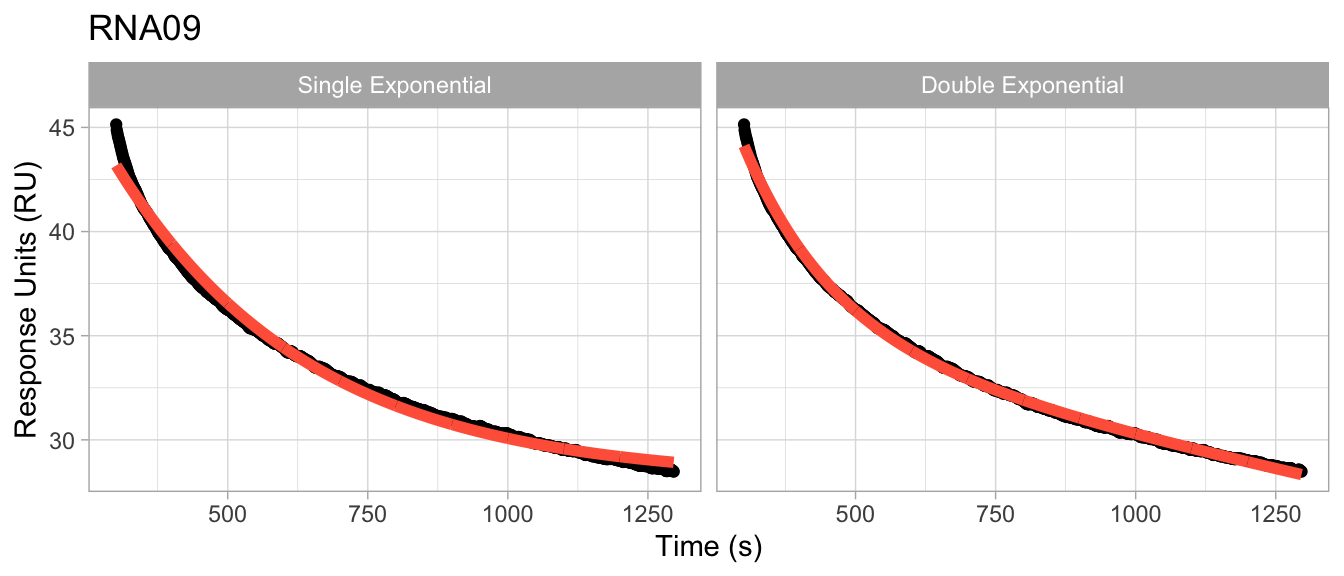 RNA09
Single Exponential
Double Exponential
Response Units (RU)
45
40
35
30
500 750 1000 1250
500 750 1000 1250
Time (s)